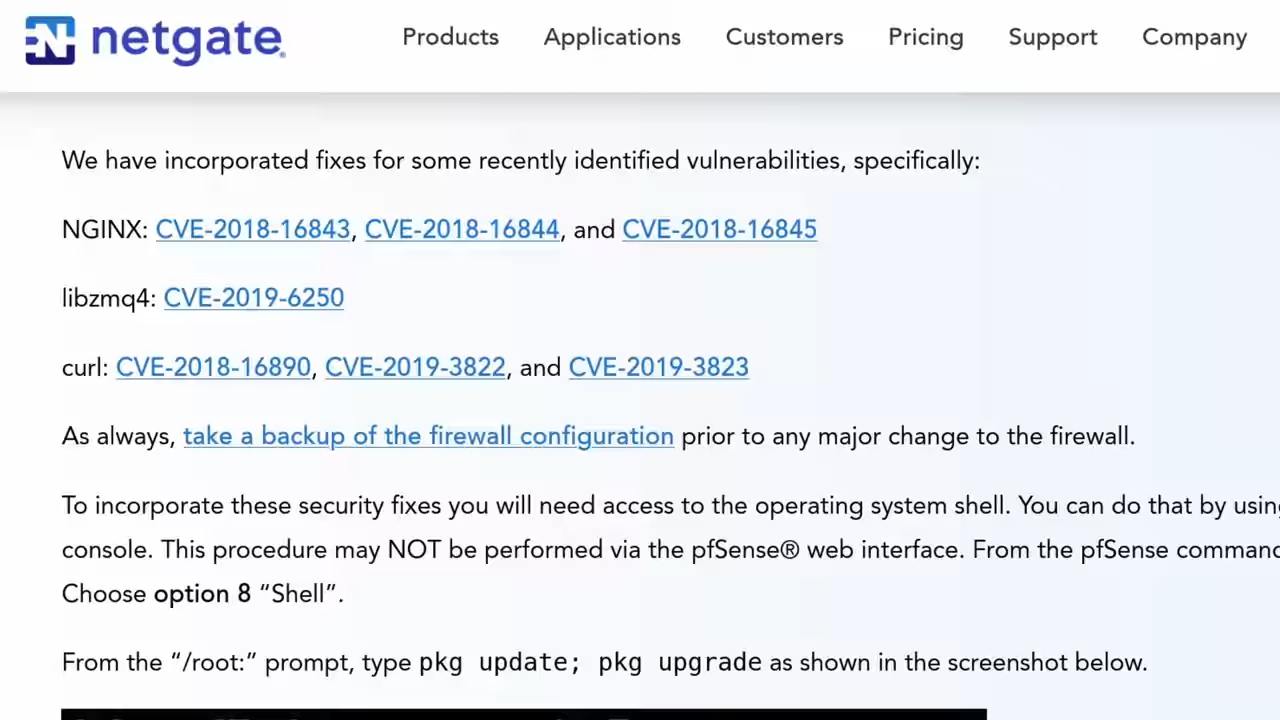 netgate
Products Applications Customers Pricing Support Company
We have incorporated fixes for some recently identified vulnerabilities, specifically:
NGINX: CVE-2018-16843, CVE-2018-16844, and CVE-2018-16845
libzmq4: CVE-2019-6250
curl: CVE-2018-16890, CVE-2019-3822, and CVE-2019-3823
As always, take a backup of the firewall configuration prior to any major change to the firewall.
To incorporate these security fixes you will need access to the operating system shell. You can do that by using
console. This procedure may NOT be performed via the pfSense® web interface. From the pfSense command
Choose option 8 “Shell”.
From the “/root:” prompt, type pkg update; pkg upgrade as shown in the screenshot below.